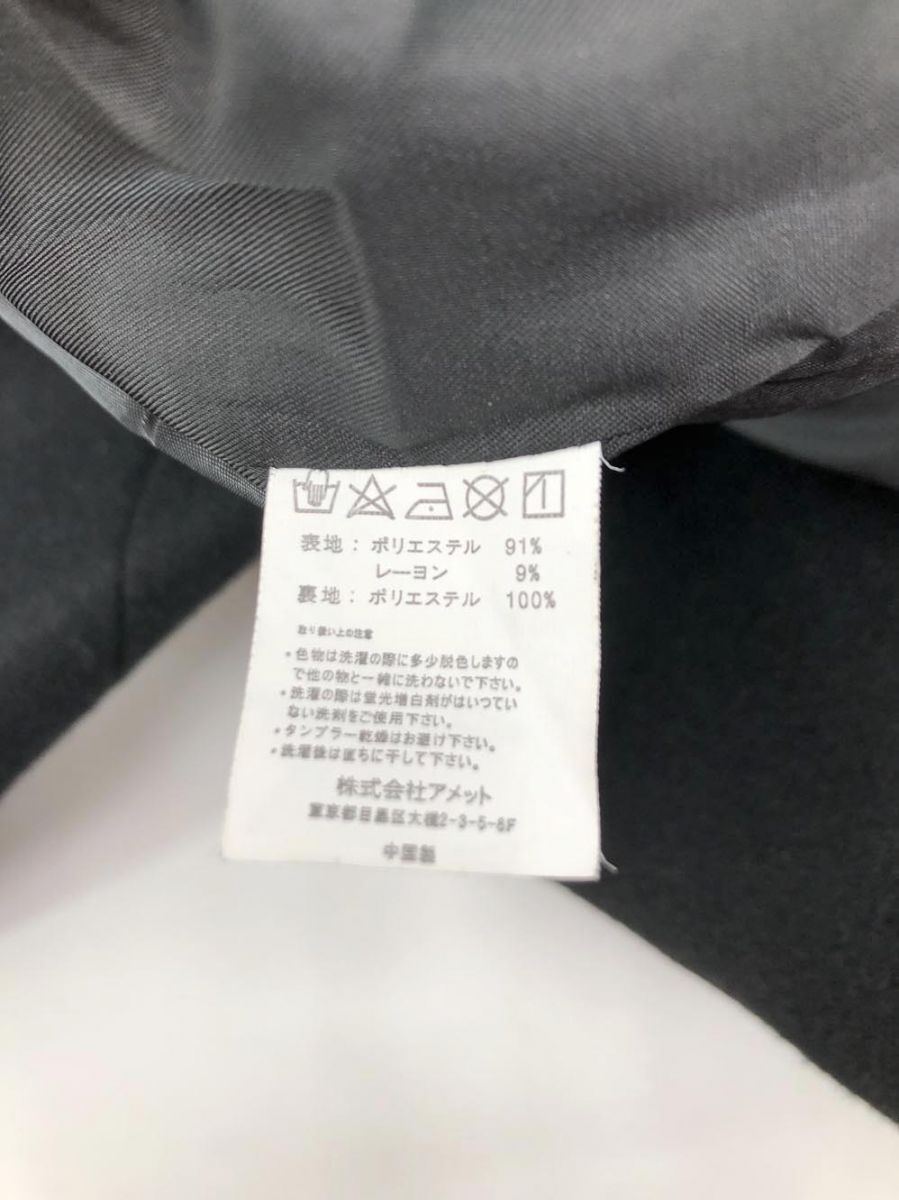 表地：ポリエステル 91%
レーヨン 9%
裏地：ポリエステル 100%
取り扱い上の注意
・色物は洗濯の際に多少脱色しますの
で他の物と一緒に洗わないで下さい。
・洗濯の際は蛍光増白剤がはいってい
ない洗剤をご使用下さい。
・タンブラー乾燥はお避け下さい。
・洗濯後は直ちに干して下さい。
株式会社アメット
東京都目黒区大橋2-3-5-6F
中国製